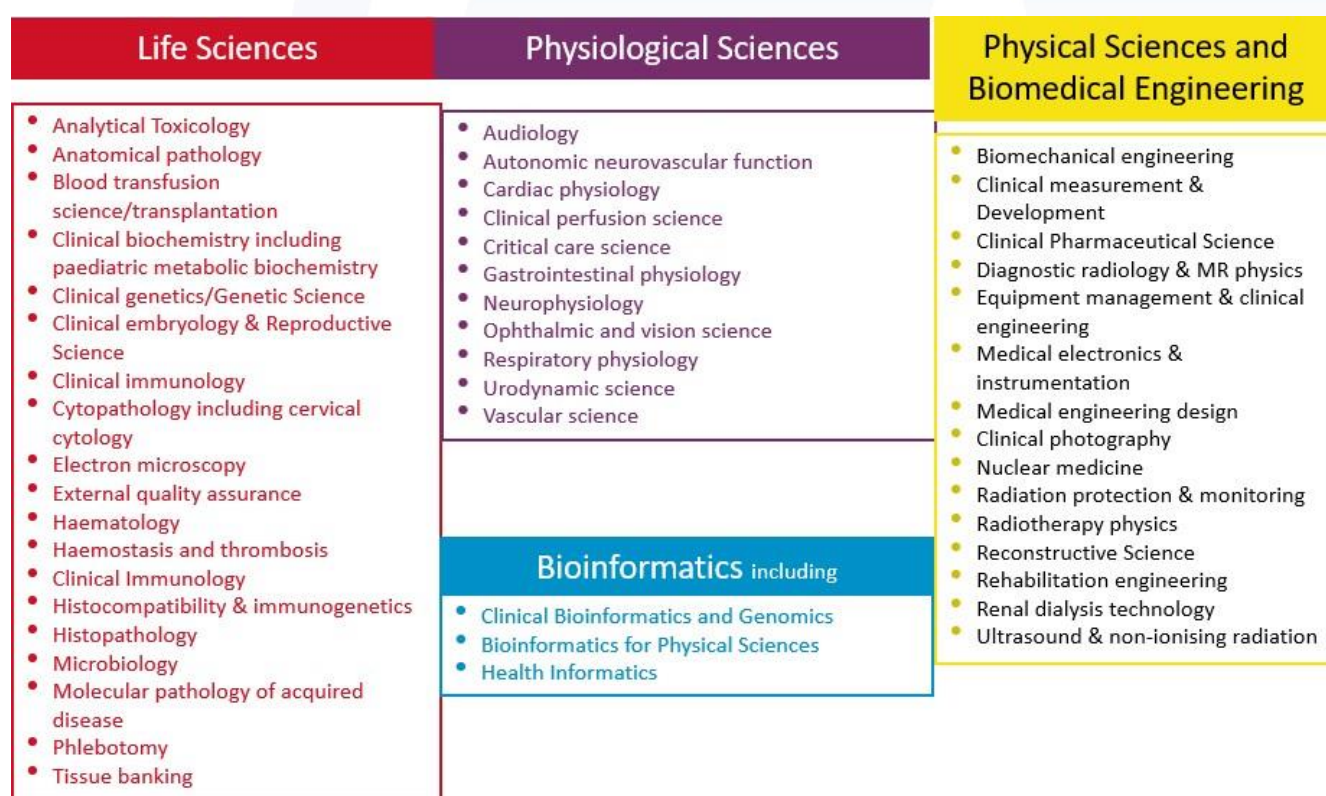 Life Sciences
Analytical Toxicology
Anatomical pathology
Blood transfusion
science/transplantation
Clinical biochemistry including
paediatric metabolic biochemistry
Clinical genetics/Genetic Science
Clinical embryology & Reproductive
Science
Clinical immunology
Cytopathology including cervical
cytology
Electron microscopy
External quality assurance
Haematology
Haemostasis and thrombosis
Clinical Immunology
Histocompatibility & immunogenetics
Histopathology
Microbiology
Molecular pathology of acquired
disease
Phlebotomy
Tissue banking
Physiological Sciences
Audiology
Autonomic neurovascular function
Cardiac physiology
Clinical perfusion science
Critical care science
Gastrointestinal physiology
Neurophysiology
Ophthalmic and vision science
Respiratory physiology
Urodynamic science
Vascular science
Bioinformatics including
Clinical Bioinformatics and Genomics
Bioinformatics for Physical Sciences
Health Informatics
Physical Sciences and
Biomedical Engineering
Biomechanical engineering
Clinical measurement &
Development
Clinical Pharmaceutical Science
Diagnostic radiology & MR physics
Equipment management & clinical
engineering
Medical electronics &
instrumentation
Medical engineering design
Clinical photography
Nuclear medicine
Radiation protection & monitoring
Radiotherapy physics
Reconstructive Science
Rehabilitation engineering
Renal dialysis technology
Ultrasound & non-ionising radiation